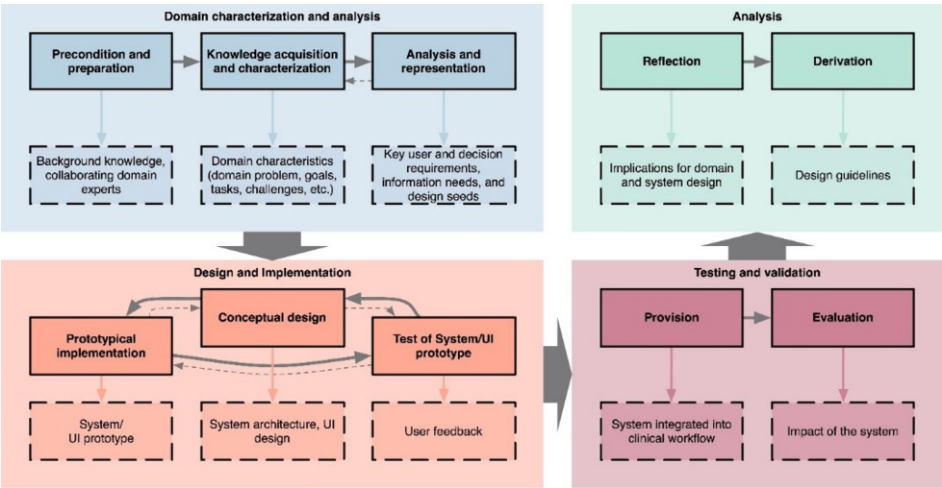 Domain characterization and analysis
Precondition and
preparation
Knowledge acquisition
and characterization
Analysis and
representation
Background knowledge,
collaborating domain
experts
Domain characteristics
(domain problem, goals,
tasks, challenges, etc.)
Key user and decision
requirements,
information needs, and
design seeds
Analysis
Reflection
Derivation
Implications for domain
and system design
Design guidelines
Design and Implementation
Conceptual design
Prototypical
implementation
Test of System/UI
prototype
System/
UI prototype
System architecture, UI
design
User feedback
Testing and validation
Provision
Evaluation
System integrated into
clinical workflow
Impact of the system